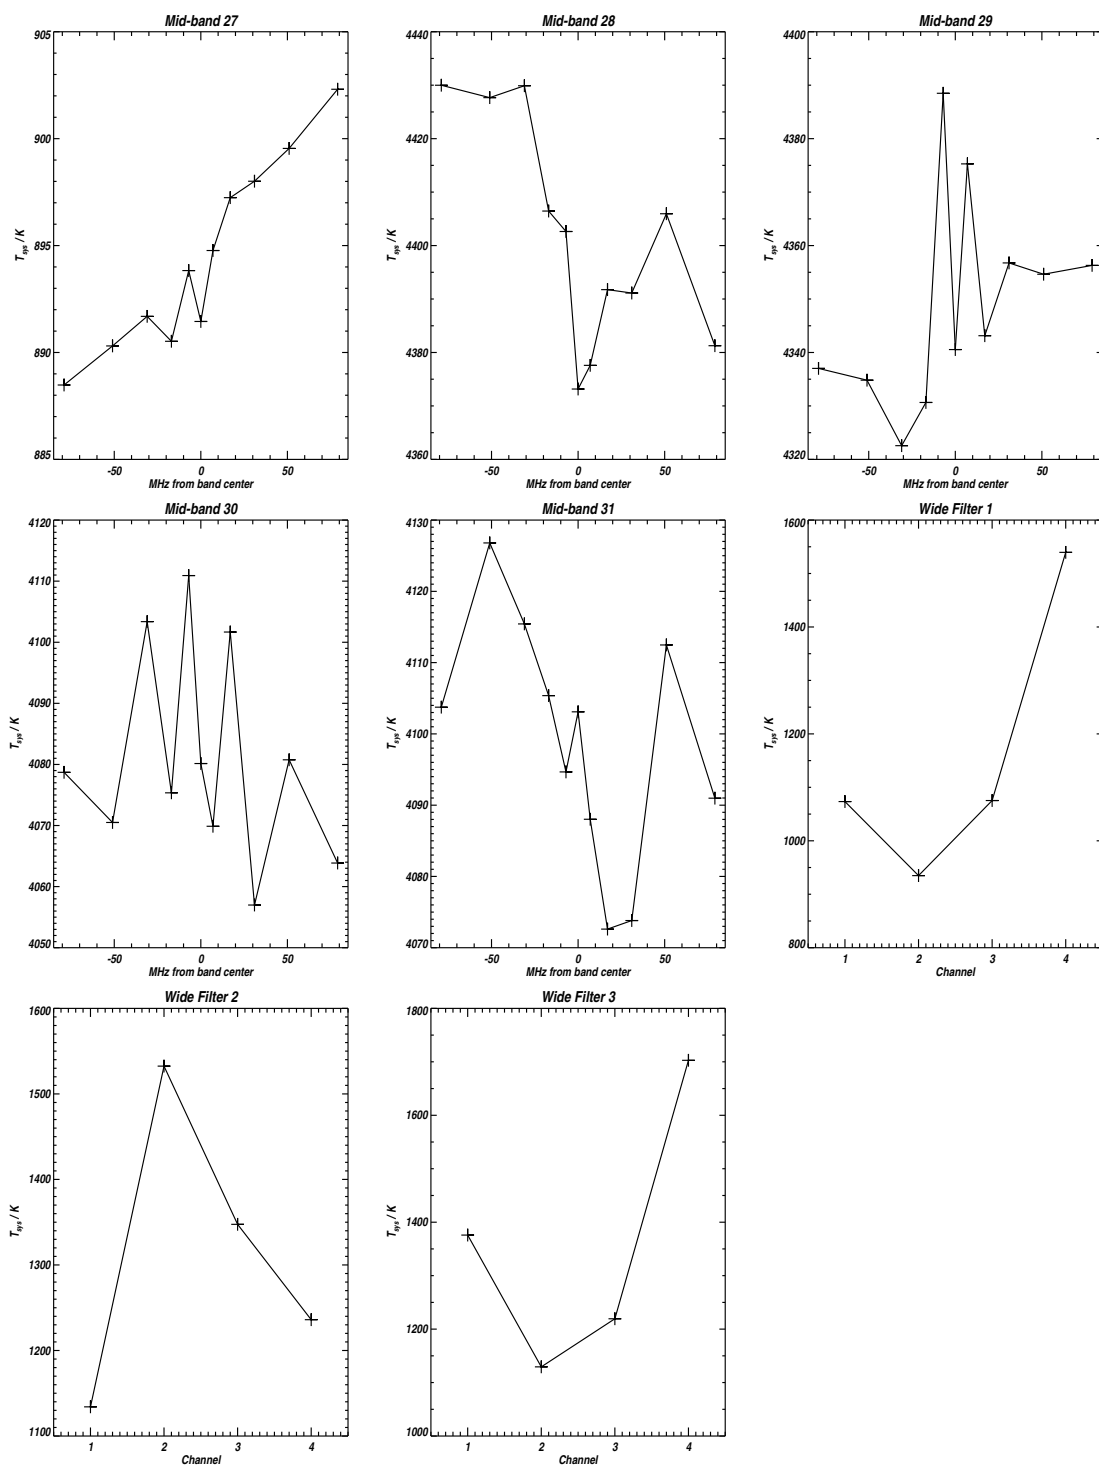 Mid-band 27
905
900
895
890
885
T_sys / K
-50 0 50
MHz from band center
Mid-band 28
4440
4420
4400
4380
4360
T_sys / K
-50 0 50
MHz from band center
Mid-band 29
4400
4380
4360
4340
4320
T_sys / K
-50 0 50
MHz from band center
Mid-band 30
4120
4110
4100
4090
4080
4070
4060
4050
T_sys / K
-50 0 50
MHz from band center
Mid-band 31
4130
4120
4110
4100
4090
4080
4070
T_sys / K
-50 0 50
MHz from band center
Wide Filter 1
1600
1400
1200
1000
800
T_sys / K
1 2 3 4
Channel
Wide Filter 2
1600
1500
1400
1300
1200
1100
T_sys / K
1 2 3 4
Channel
Wide Filter 3
1800
1600
1400
1200
1000
T_sys / K
1 2 3 4
Channel